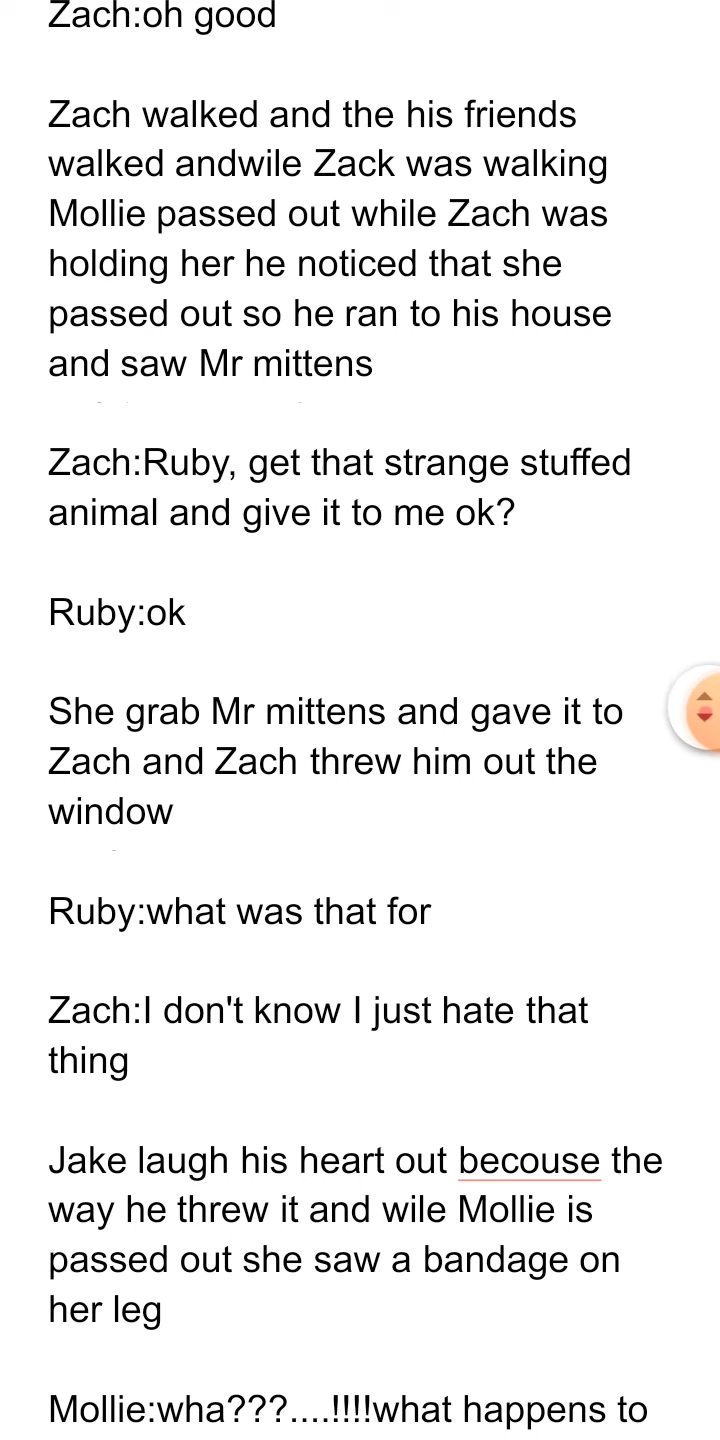 Zach:oh good
Zach walked and the his friends
walked andwile Zack was walking
Mollie passed out while Zach was
holding her he noticed that she
passed out so he ran to his house
and saw Mr mittens
Zach:Ruby, get that strange stuffed
animal and give it to me ok?
Ruby:ok
She grab Mr mittens and gave it to
Zach and Zach threw him out the
window
Ruby:what was that for
Zach:I don't know I just hate that
thing
Jake laugh his heart out becouse the
way he threw it and wile Mollie is
passed out she saw a bandage on
her leg
Mollie:wha???....!!!!what happens to